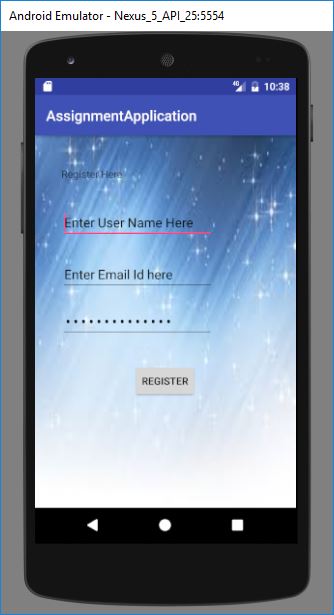 Android Emulator - Nexus_5_API_25:5554
4G 10:38
AssignmentApplication
Register Here
Enter User Name Here
Enter Email Id here
••••••••••••••
REGISTER